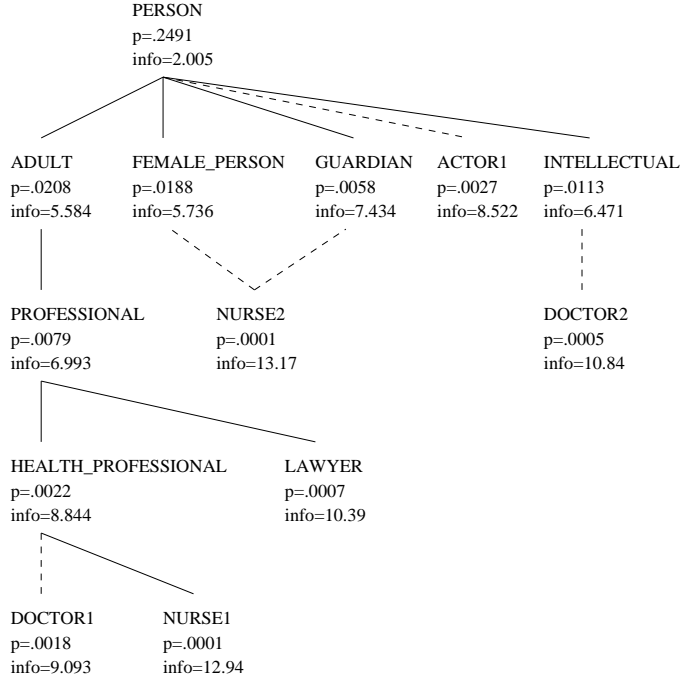 PERSON
p=.2491
info=2.005
ADULT
p=.0208
info=5.584
FEMALE_PERSON
p=.0188
info=5.736
GUARDIAN
p=.0058
info=7.434
ACTOR1
p=.0027
info=8.522
INTELLECTUAL
p=.0113
info=6.471
PROFESSIONAL
p=.0079
info=6.993
NURSE2
p=.0001
info=13.17
DOCTOR2
p=.0005
info=10.84
HEALTH_PROFESSIONAL
p=.0022
info=8.844
LAWYER
p=.0007
info=10.39
DOCTOR1
p=.0018
info=9.093
NURSE1
p=.0001
info=12.94